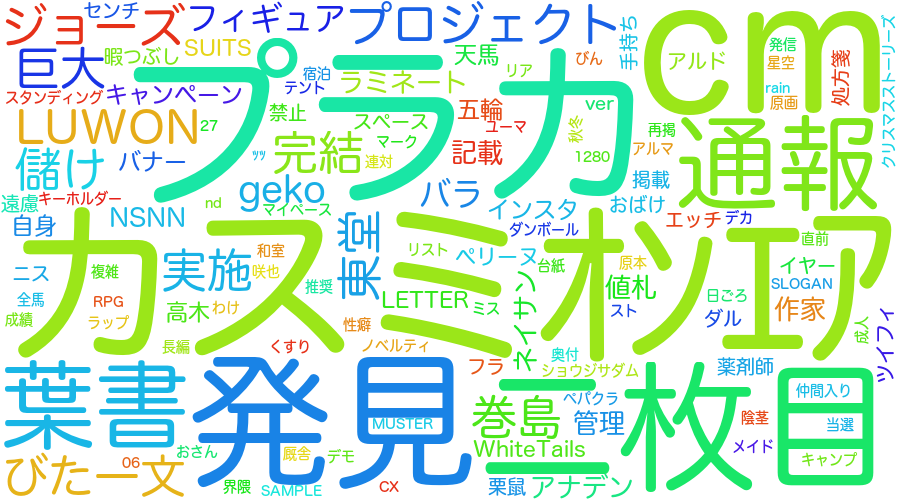 センチ
ジョーズ フィギュア プロジェクト
cm
巨大 暇つぶし SUITS
プラカ
天馬 手持ち アルド 発信 星空 処方箋 クリスマスストーリーズ
スタンディング キャンペーン ラミネート 宿泊 テント リア びん rain 原画
LUWON 27 禁止 スペース 五輪 ver 秋冬 再掲
通報
儲け バナー ツツ 完結 マーク 連対 ユーマ 記載 1280 アルマ
遠慮 キーホルダー geko バラ 掲載
自身 NSNN nd マイペース インスタ おばけ エッチ デカ
カスミ
松
エア
ニス 複雑 実施 和室 咲也 東室 リスト ダンボール ペリーヌ 台紙 原本 直前
全馬 RPG 推奨 LETTER ミス ネイサン 値札 イヤー
成績 ラップ 高木 わけ スト 日ごろ SLOGAN
長編 性癖 ダル 作家 成人 ツイフィ
くすり ノベルティ フラ 奥付 ショウジサダム 薬剤師
葉書 発見 三枚目
ペパクラ 仲間入り
巻島 管理 陰茎 当選
MUSTER
WhiteTails メイド
びた一文 06 おさん 厩舎 デモ キャンプ
界隈 SAMPLE CX 栗鼠 アナデン